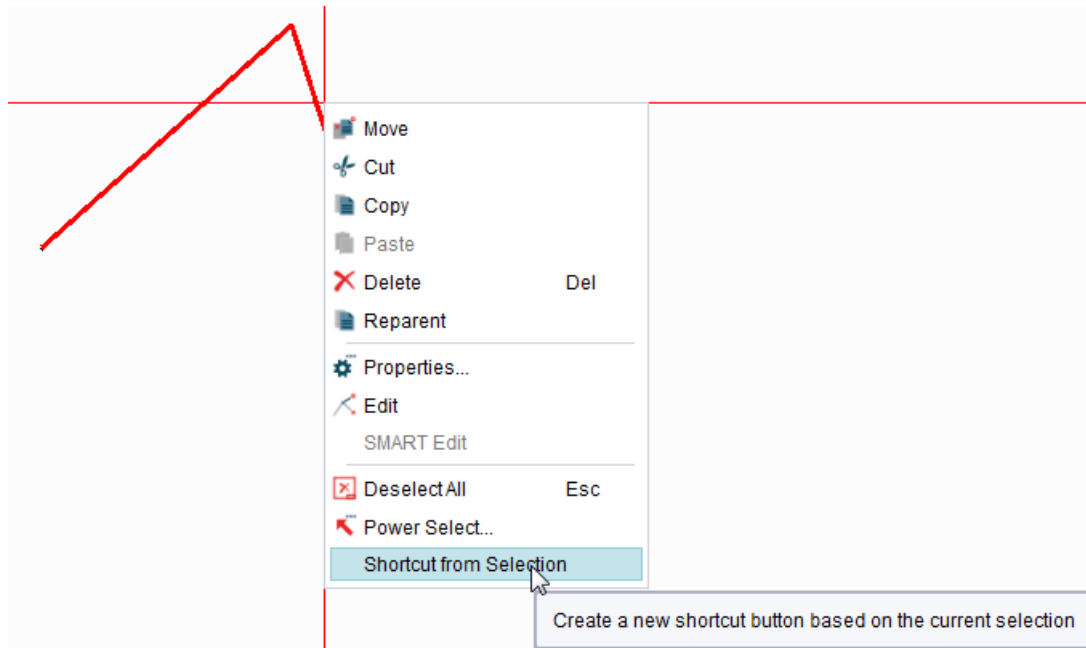 Move
Cut
Copy
Paste
Delete Del
Reparent
Properties...
Edit
SMART Edit
Deselect All Esc
Power Select...
Shortcut from Selection
Create a new shortcut button based on the current selection